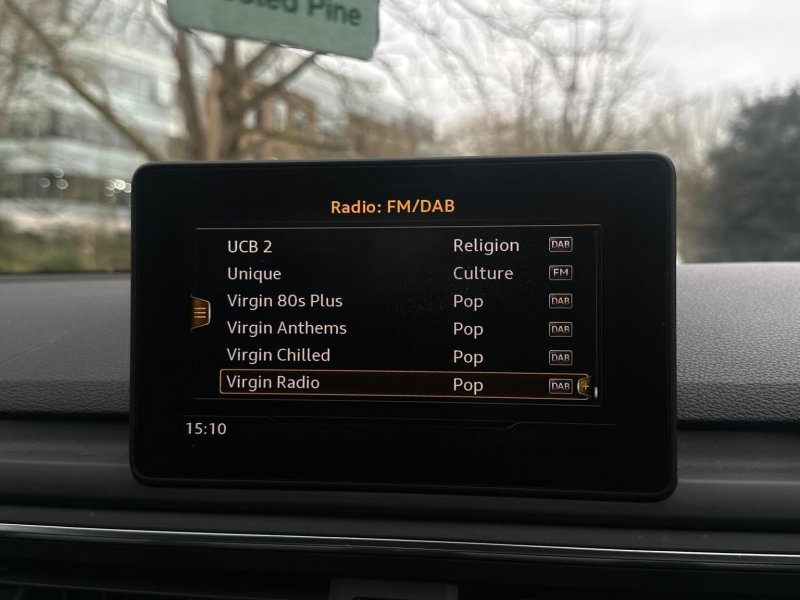 Pine
Radio: FM/DAB
UCB 2 Religion DAB
Unique Culture FM
Virgin 80s Plus Pop DAB
Virgin Anthems Pop DAB
Virgin Chilled Pop DAB
Virgin Radio Pop DAB +
15:10